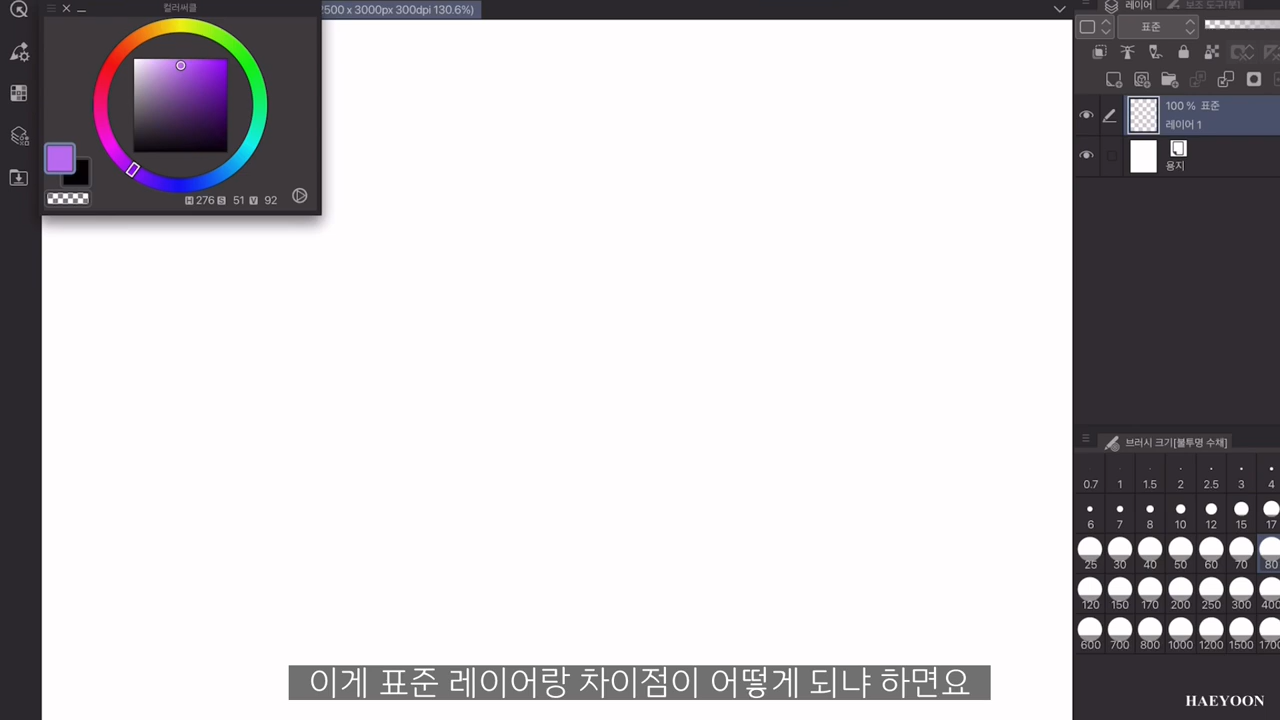 컬러써클
2500 x 3000px 300dpi 130.6%)
H 276 S 51 V 92
레이어
보조 도구[붓]
표준
100 % 표준
레이어 1
용지
브러시 크기[불투명 수채]
0.7 1 1.5 2 2.5 3 4
6 7 8 10 12 15 17
25 30 40 50 60 70 80
120 150 170 200 250 300 400
600 700 800 1000 1200 1500 1700
이게 표준 레이어랑 차이점이 어떻게 되냐 하면요
HAEYOON